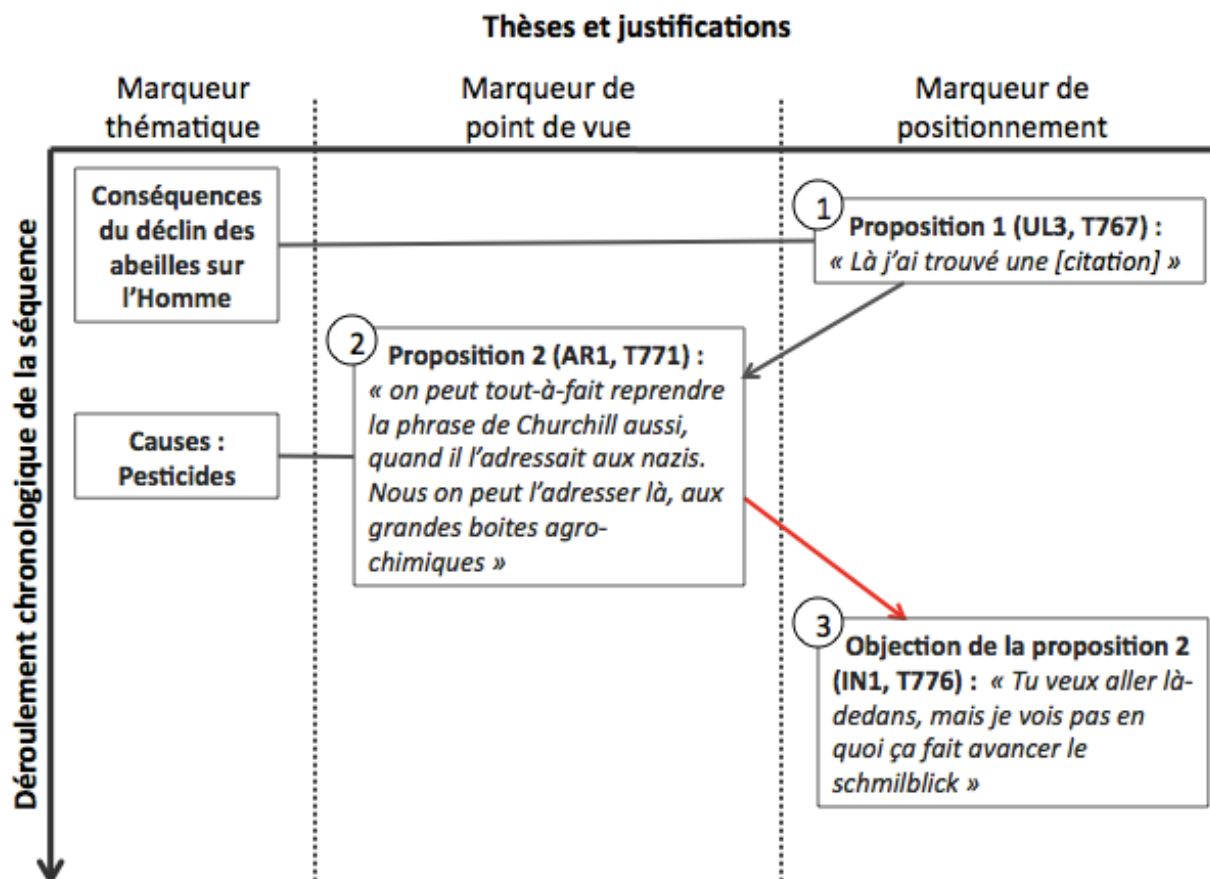 Thèses et justifications
Marqueur
thématique
Marqueur de
point de vue
Marqueur de
positionnement
Déroulement chronologique de la séquence
Conséquences
du déclin des
abeilles sur
l’Homme
1
Proposition 1 (UL3, T767) :
« Là j’ai trouvé une [citation] »
2
Proposition 2 (AR1, T771) :
« on peut tout-à-fait reprendre
la phrase de Churchill aussi,
quand il l’adressait aux nazis.
Nous on peut l’adresser là, aux
grandes boites agro-
chimiques »
Causes :
Pesticides
3
Objection de la proposition 2
(IN1, T776) : « Tu veux aller là-
dedans, mais je vois pas en
quoi ça fait avancer le
schmilblick »